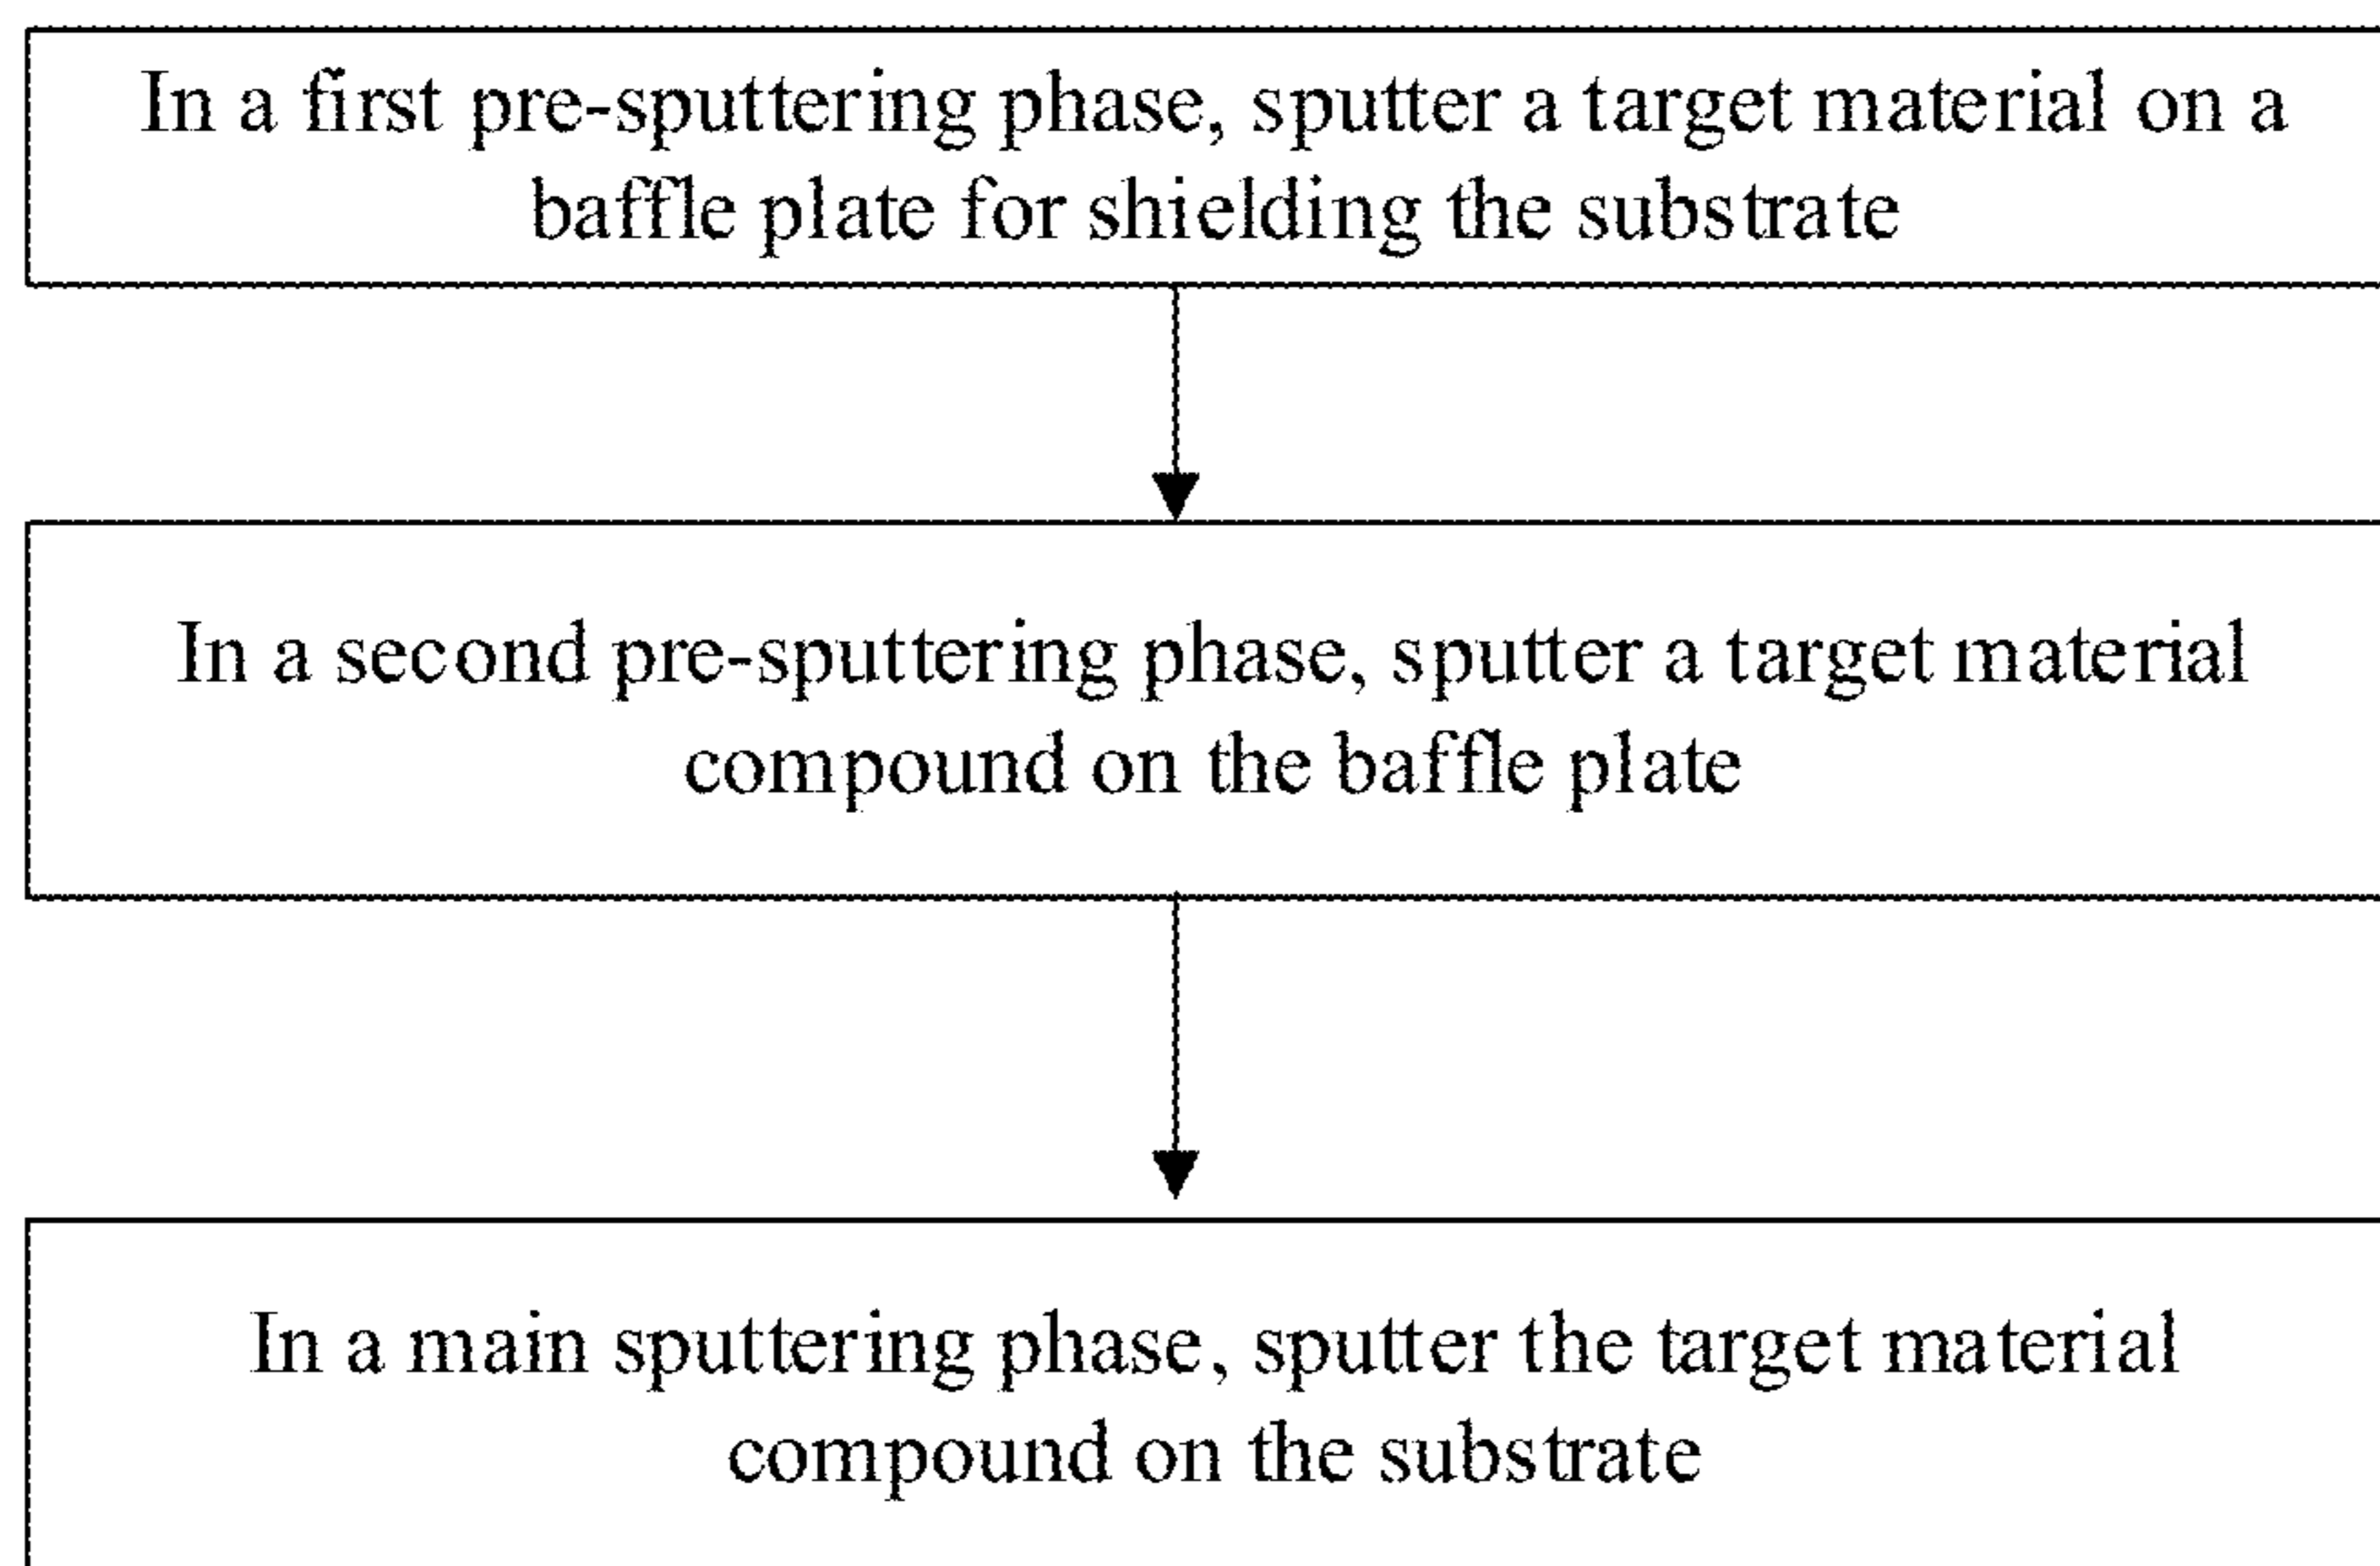 In a first pre-sputtering phase, sputter a target material on a
baffle plate for shielding the substrate
In a second pre-sputtering phase, sputter a target material
compound on the baffle plate
In a main sputtering phase, sputter the target material
compound on the substrate